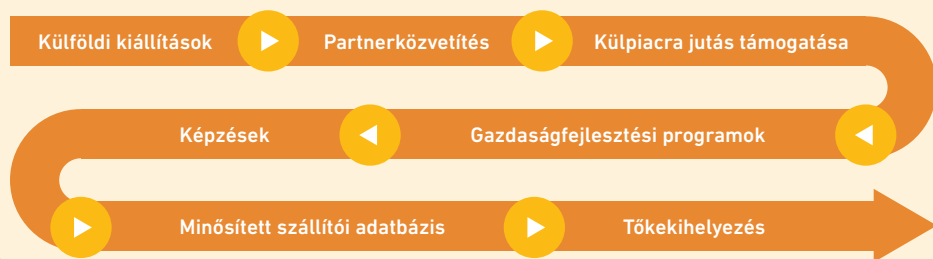 Külföldi kiállítások
Partnerközvetítés
Külpiacra jutás támogatása
Gazdaságfejlesztési programok
Képzések
Minősített szállítói adatbázis
Tőkekihelyezés